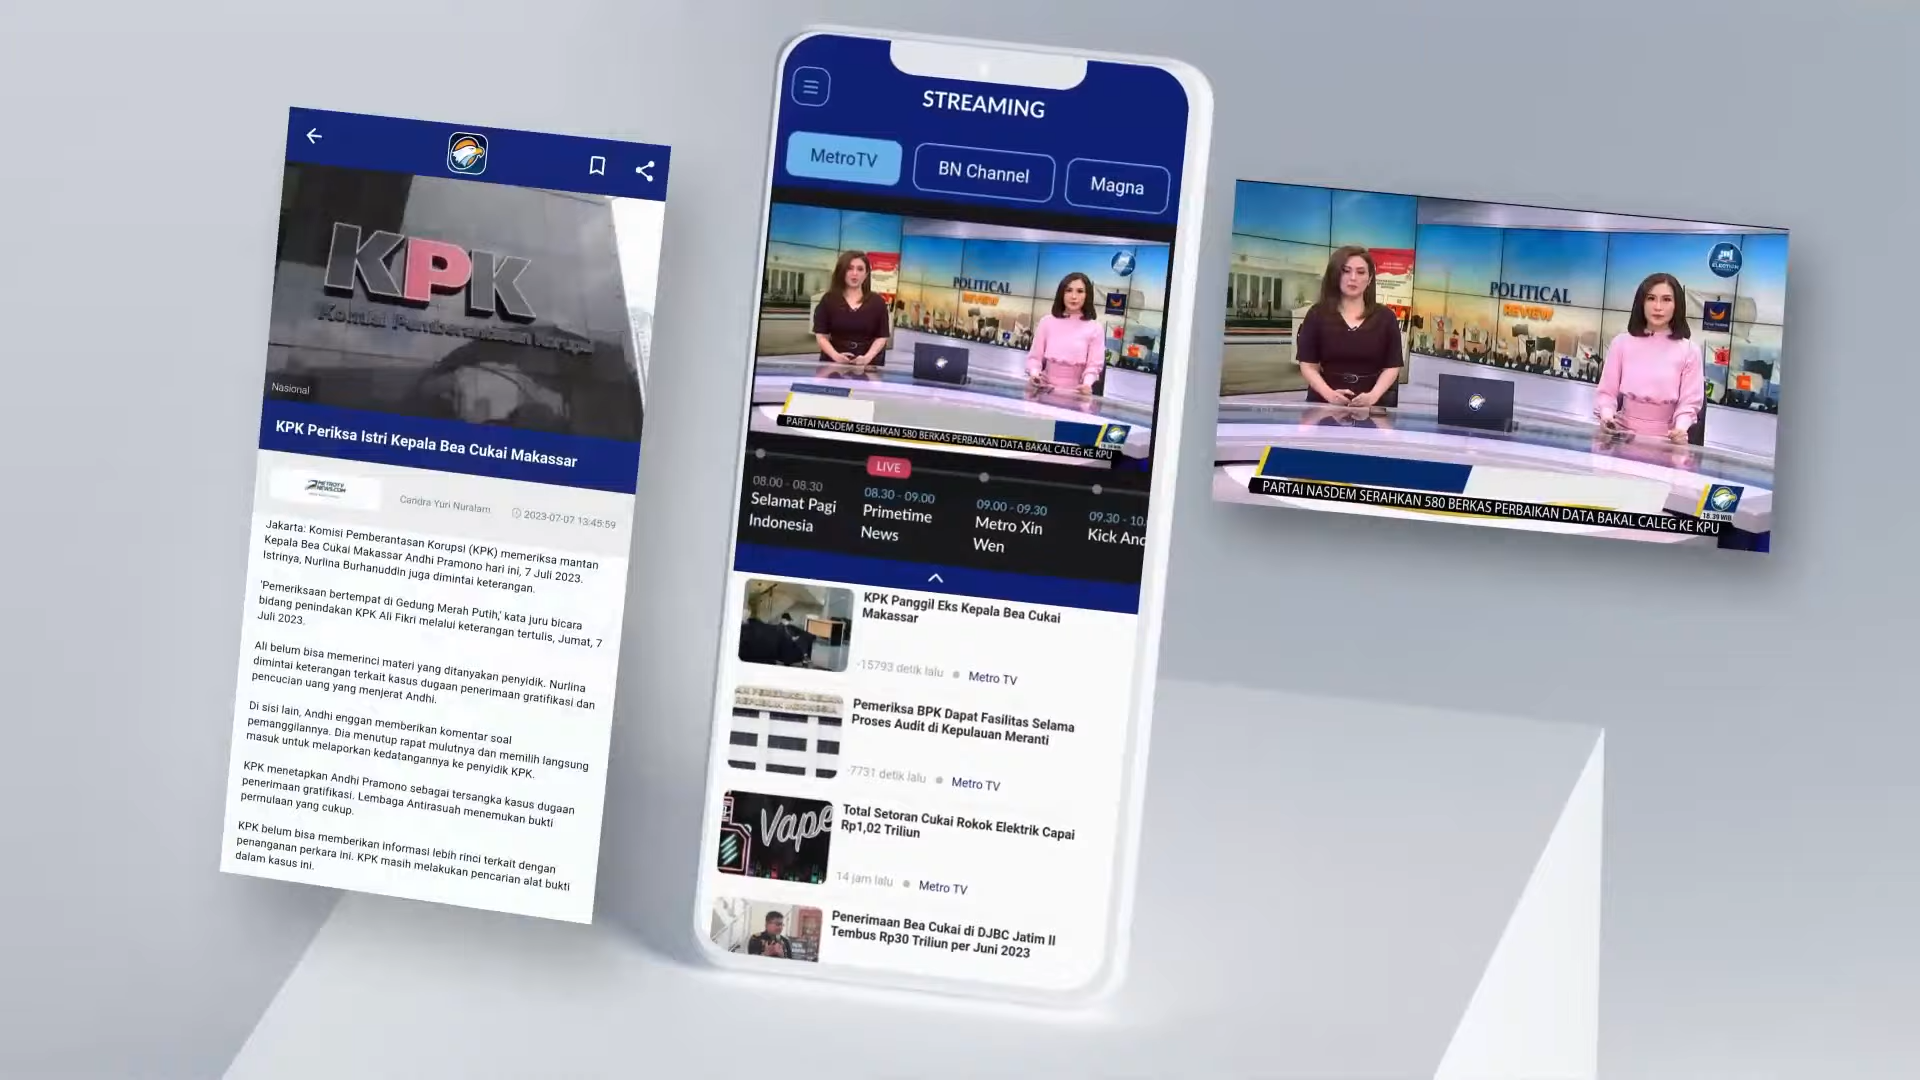 KPK
Komisi Pemberantasan Korupsi
Nasional
KPK Periksa Istri Kepala Bea Cukai Makassar
METROTV
NEWS.COM
Candra Yuri Nuralam
2023-07-07 13:45:59
Jakarta: Komisi Pemberantasan Korupsi (KPK) memeriksa mantan
Kepala Bea Cukai Makassar Andhi Pramono hari ini, 7 Juli 2023.
Istrinya, Nurlina Burhanuddin juga dimintai keterangan.
'Pemeriksaan bertempat di Gedung Merah Putih,' kata juru bicara
bidang penindakan KPK Ali Fikri melalui keterangan tertulis, Jumat, 7
Juli 2023.
Ali belum bisa memerinci materi yang ditanyakan penyidik. Nurlina
dimintai keterangan terkait kasus dugaan penerimaan gratifikasi dan
pencucian uang yang menjerat Andhi.
Di sisi lain, Andhi enggan memberikan komentar soal
pemanggilannya. Dia menutup rapat mulutnya dan memilih langsung
masuk untuk melaporkan kedatangannya ke penyidik KPK.
KPK menetapkan Andhi Pramono sebagai tersangka kasus dugaan
penerimaan gratifikasi. Lembaga Antirasuah menemukan bukti
permulaan yang cukup.
KPK belum bisa memberikan informasi lebih rinci terkait dengan
penanganan perkara ini. KPK masih melakukan pencarian alat bukti
dalam kasus ini.
STREAMING
MetroTV
BN Channel
Magna
POLITICAL
REVIEW
PARTAI NASDEM SERAHKAN 580 BERKAS PERBAIKAN DATA BAKAL CALEG KE KPU
LIVE
08.00 - 08.30
Selamat Pagi
Indonesia
08.30 - 09.00
Primetime
News
09.00 - 09.30
Metro Xin
Wen
09.30 - 10.
Kick And
KPK Panggil Eks Kepala Bea Cukai
Makassar
-15793 detik lalu
Metro TV
REPUBLIK INDONESIA
Pemeriksa BPK Dapat Fasilitas Selama
Proses Audit di Kepulauan Meranti
-7731 detik lalu
Metro TV
Vape
Total Setoran Cukai Rokok Elektrik Capai
Rp1,02 Triliun
14 jam lalu
Metro TV
Penerimaan Bea Cukai di DJBC Jatim II
Tembus Rp30 Triliun per Juni 2023
POLITICAL
REVIEW
ELECTION
PARTAI NASDEM SERAHKAN 580 BERKAS PERBAIKAN DATA BAKAL CALEG KE KPU
18.39 WIB